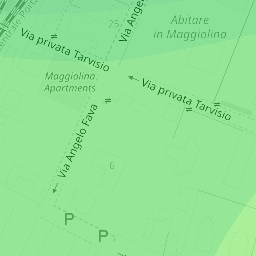 25
Via Angelo
Abitare
in Maggiolina
Via privata Tarvisio
Maggiolina
Apartments
Via privata Tarvisio
Via Angelo Fava
6
P
P